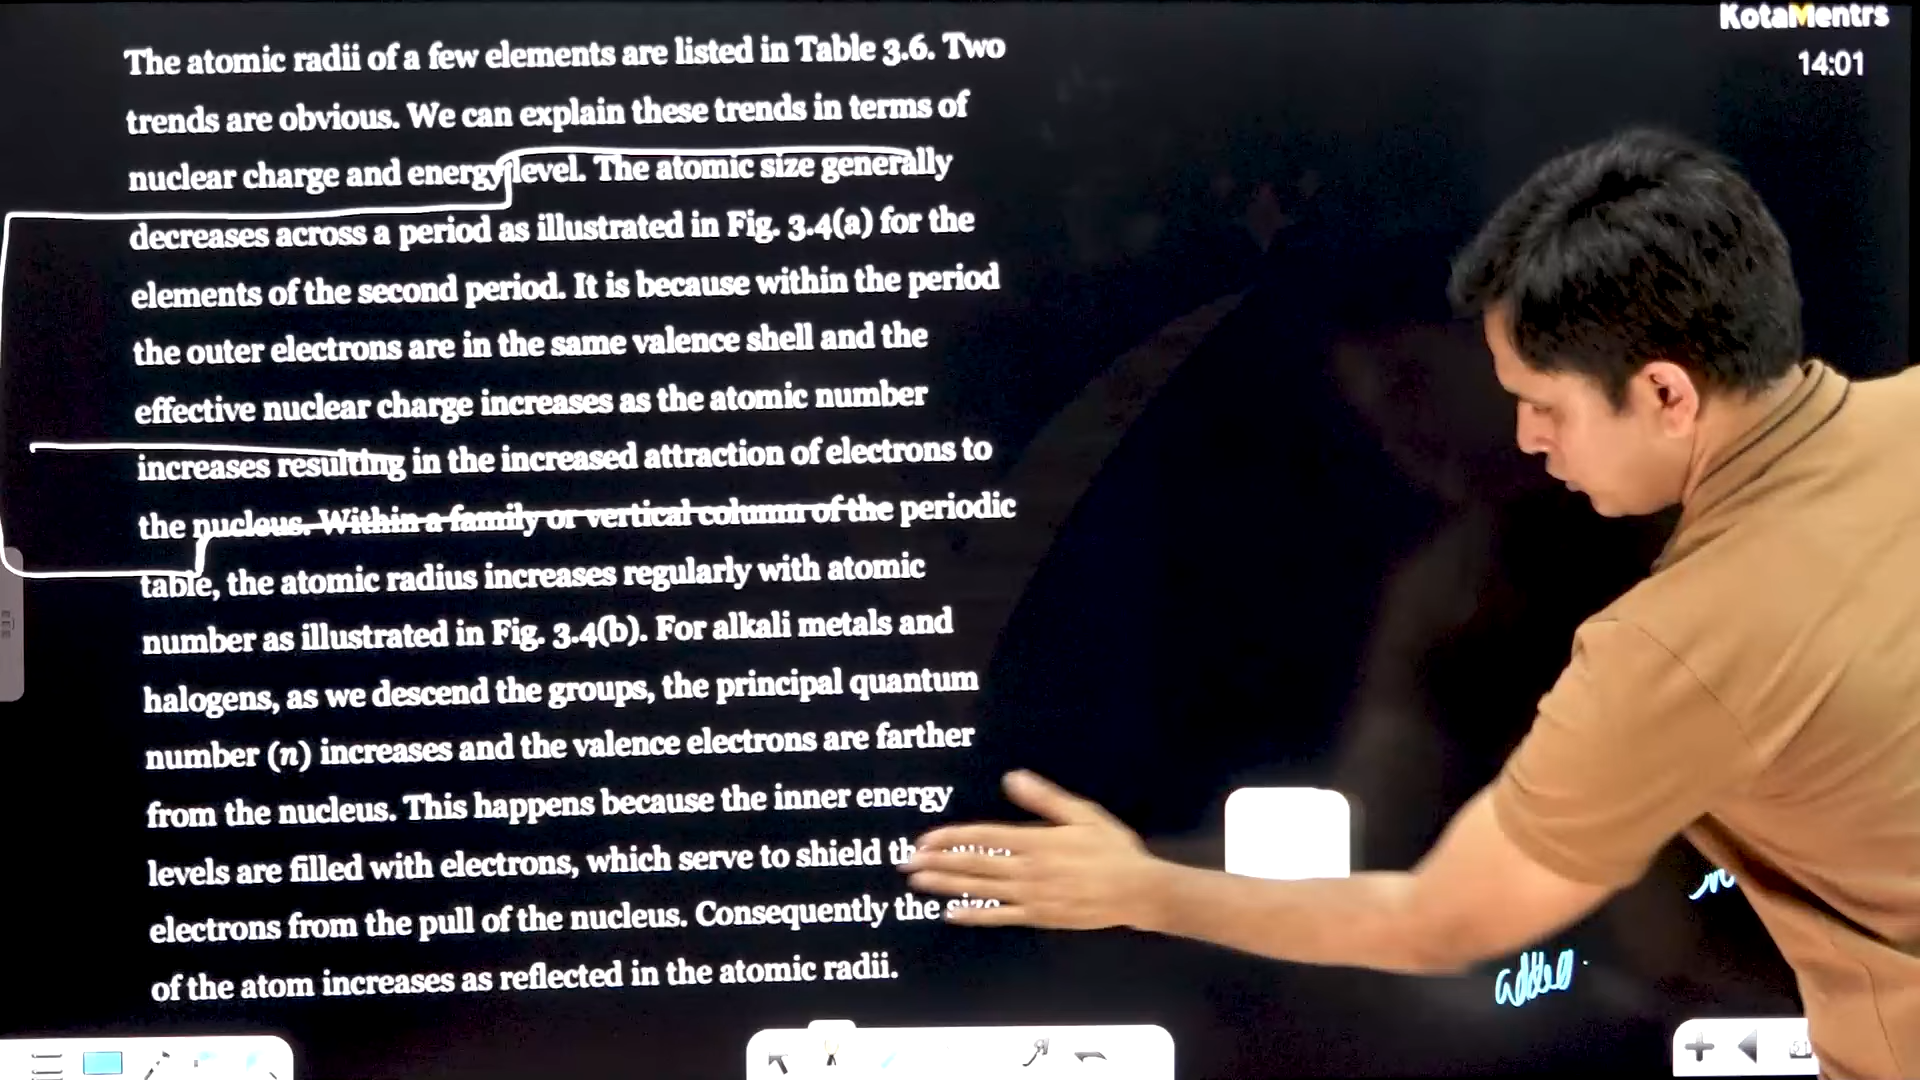 KotaMentrs
14:01
The atomic radii of a few elements are listed in Table 3.6. Two
trends are obvious. We can explain these trends in terms of
nuclear charge and energy level. The atomic size generally
decreases across a period as illustrated in Fig. 3.4(a) for the
elements of the second period. It is because within the period
the outer electrons are in the same valence shell and the
effective nuclear charge increases as the atomic number
increases resulting in the increased attraction of electrons to
the nucleus. Within a family or vertical column of the periodic
table, the atomic radius increases regularly with atomic
number as illustrated in Fig. 3.4(b). For alkali metals and
halogens, as we descend the groups, the principal quantum
number (n) increases and the valence electrons are farther
from the nucleus. This happens because the inner energy
levels are filled with electrons, which serve to shield
electrons from the pull of the nucleus. Consequently the size
of the atom increases as reflected in the atomic radii.